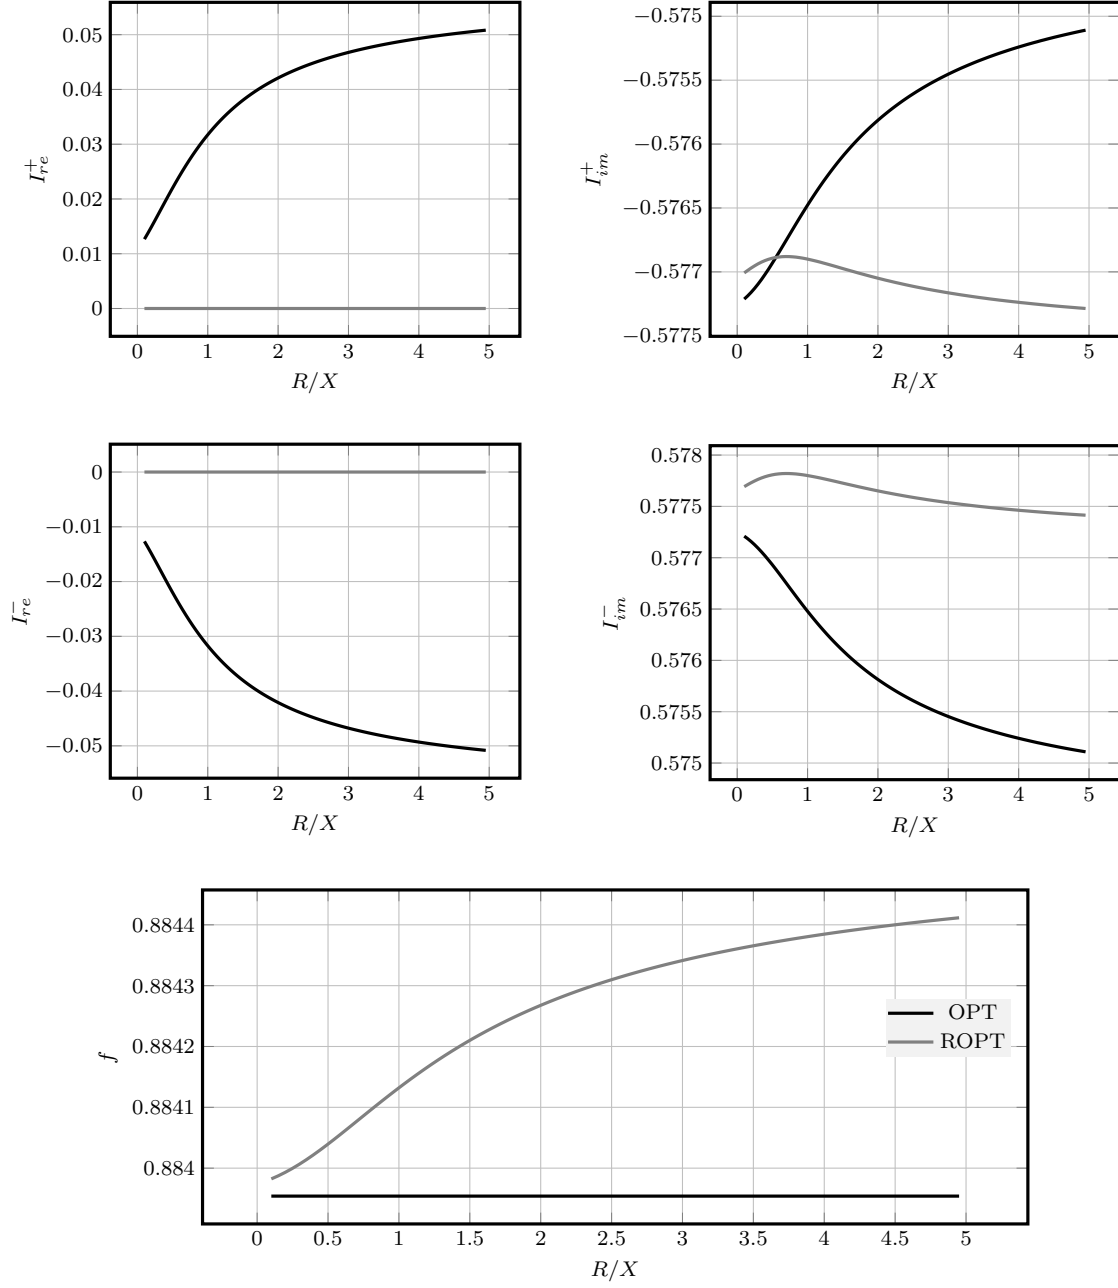 0.05
0.04
0.03
0.02
0.01
0
I_{re}^{+}
0 1 2 3 4 5
R/X
−0.575
−0.5755
−0.576
−0.5765
−0.577
−0.5775
I_{im}^{+}
0 1 2 3 4 5
R/X
0
−0.01
−0.02
−0.03
−0.04
−0.05
I_{re}^{−}
0 1 2 3 4 5
R/X
0.578
0.5775
0.577
0.5765
0.576
0.5755
0.575
I_{im}^{−}
0 1 2 3 4 5
R/X
0.8844
0.8843
0.8842
0.8841
0.884
f
0 0.5 1 1.5 2 2.5 3 3.5 4 4.5 5
R/X
OPT
ROPT